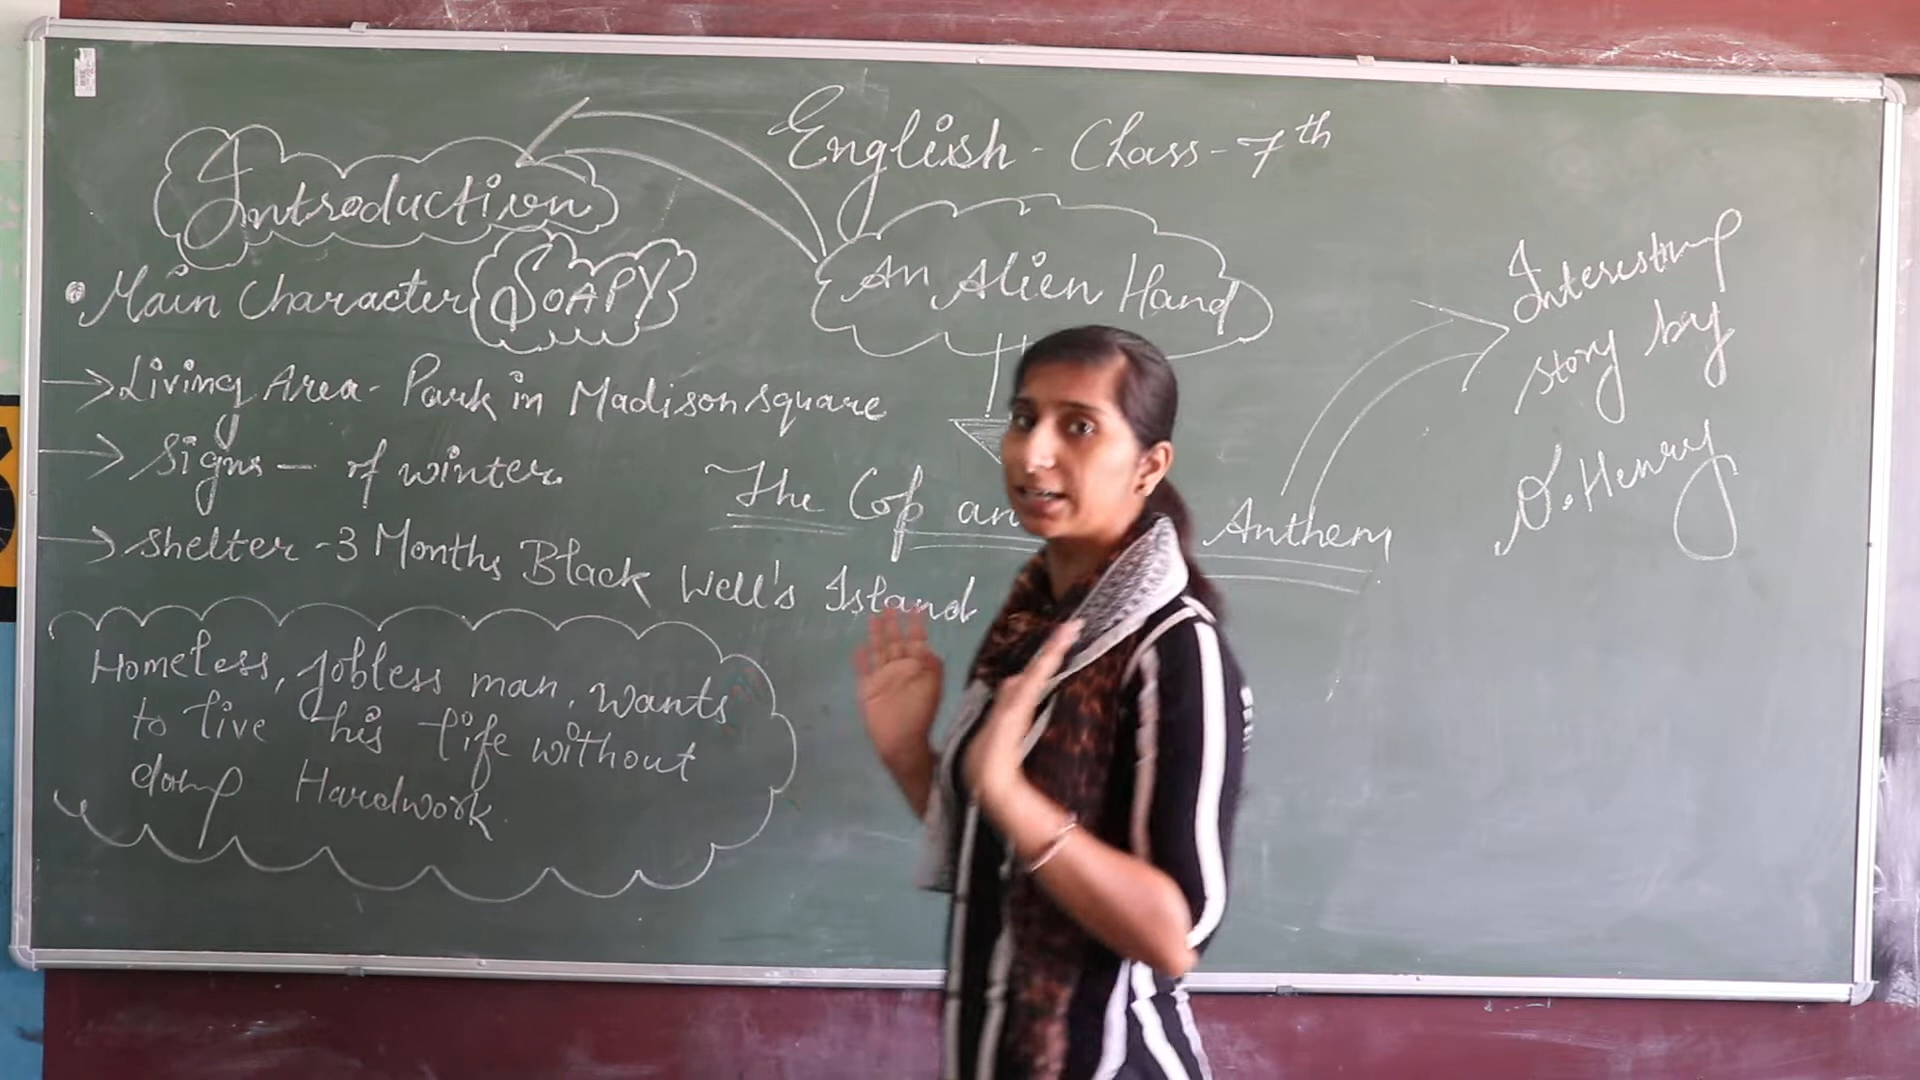 English - Class - 7th
Introduction
An Alien Hand
• Main Character SOAPY
→ Living Area - Park in Madison square
→ Signs - of winter.
→ Shelter - 3 Months Black Well's Island
Homeless, jobless man, wants
to live his life without
doing Hardwork.
The Cop an
Anthem
Interesting
story by
O. Henry